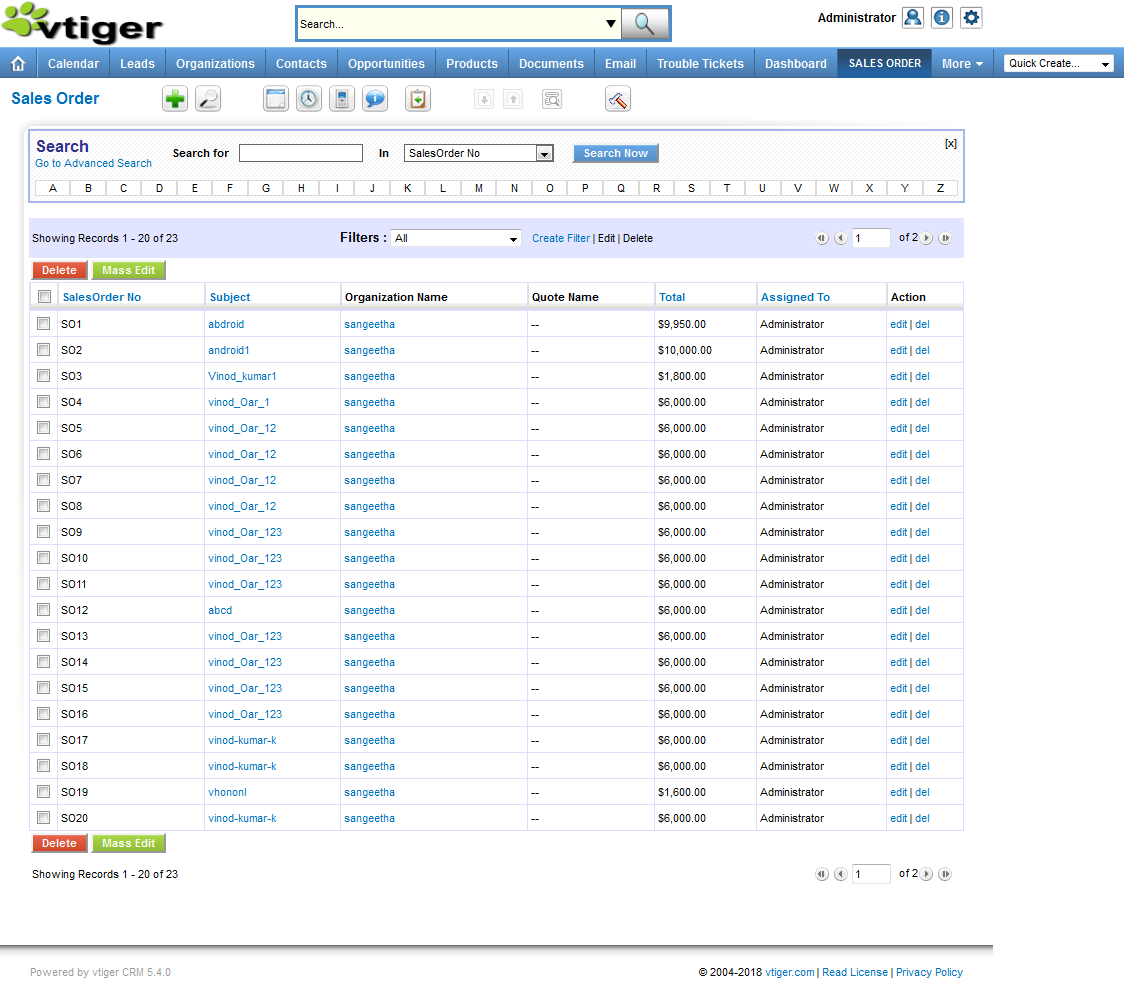 vtiger
Search...
Administrator
Calendar Leads Organizations Contacts Opportunities Products Documents Email Trouble Tickets Dashboard SALES ORDER More Quick Create...
Sales Order
Search
Go to Advanced Search
Search for In SalesOrder No Search Now [X]
A B C D E F G H I J K L M N O P Q R S T U V W X Y Z
Showing Records 1 - 20 of 23 Filters : All Create Filter | Edit | Delete 1 of 2
Delete Mass Edit
SalesOrder No Subject Organization Name Quote Name Total Assigned To Action
SO1 abdroid sangeetha -- $9,950.00 Administrator edit | del
SO2 android1 sangeetha -- $10,000.00 Administrator edit | del
SO3 Vinod_kumar1 sangeetha -- $1,800.00 Administrator edit | del
SO4 vinod_Oar_1 sangeetha -- $6,000.00 Administrator edit | del
SO5 vinod_Oar_12 sangeetha -- $6,000.00 Administrator edit | del
SO6 vinod_Oar_12 sangeetha -- $6,000.00 Administrator edit | del
SO7 vinod_Oar_12 sangeetha -- $6,000.00 Administrator edit | del
SO8 vinod_Oar_12 sangeetha -- $6,000.00 Administrator edit | del
SO9 vinod_Oar_123 sangeetha -- $6,000.00 Administrator edit | del
SO10 vinod_Oar_123 sangeetha -- $6,000.00 Administrator edit | del
SO11 vinod_Oar_123 sangeetha -- $6,000.00 Administrator edit | del
SO12 abcd sangeetha -- $6,000.00 Administrator edit | del
SO13 vinod_Oar_123 sangeetha -- $6,000.00 Administrator edit | del
SO14 vinod_Oar_123 sangeetha -- $6,000.00 Administrator edit | del
SO15 vinod_Oar_123 sangeetha -- $6,000.00 Administrator edit | del
SO16 vinod_Oar_123 sangeetha -- $6,000.00 Administrator edit | del
SO17 vinod-kumar-k sangeetha -- $6,000.00 Administrator edit | del
SO18 vinod-kumar-k sangeetha -- $6,000.00 Administrator edit | del
SO19 vhononl sangeetha -- $1,600.00 Administrator edit | del
SO20 vinod-kumar-k sangeetha -- $6,000.00 Administrator edit | del
Delete Mass Edit
Showing Records 1 - 20 of 23 1 of 2
Powered by vtiger CRM 5.4.0 © 2004-2018 vtiger.com | Read License | Privacy Policy